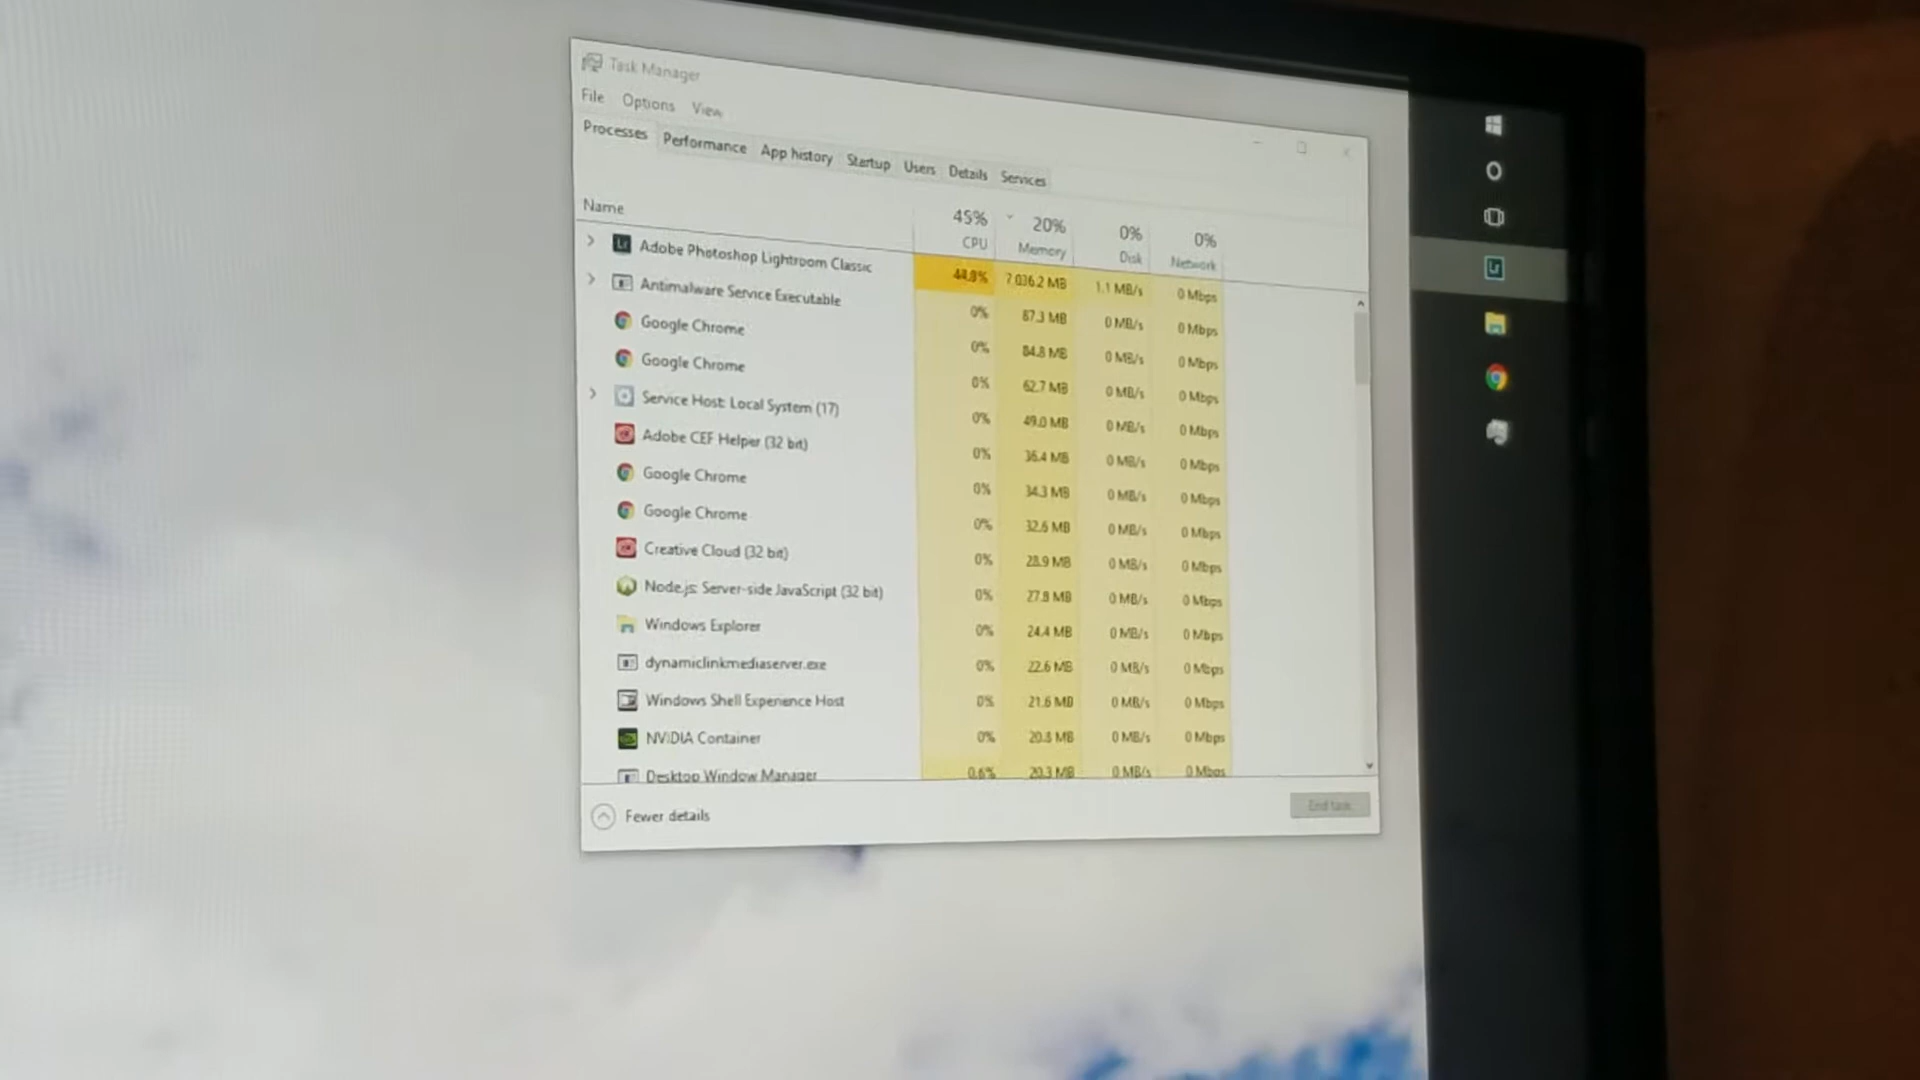 Task Manager
File Options View
Processes Performance App history Startup Users Details Services
45% 20% 0% 0%
Name CPU Memory Disk Network
Lr Adobe Photoshop Lightroom Classic 44.8% 7 036.2 MB 1.1 MB/s 0 Mbps
Antimalware Service Executable 0% 87.3 MB 0 MB/s 0 Mbps
Google Chrome 0% 84.8 MB 0 MB/s 0 Mbps
Google Chrome 0% 62.7 MB 0 MB/s 0 Mbps
Service Host: Local System (17) 0% 49.0 MB 0 MB/s 0 Mbps
Adobe CEF Helper (32 bit) 0% 36.4 MB 0 MB/s 0 Mbps
Google Chrome 0% 34.3 MB 0 MB/s 0 Mbps
Google Chrome 0% 32.6 MB 0 MB/s 0 Mbps
Creative Cloud (32 bit) 0% 28.9 MB 0 MB/s 0 Mbps
Node.js: Server-side JavaScript (32 bit) 0% 27.8 MB 0 MB/s 0 Mbps
Windows Explorer 0% 24.4 MB 0 MB/s 0 Mbps
dynamiclinkmediaserver.exe 0% 22.6 MB 0 MB/s 0 Mbps
Windows Shell Experience Host 0% 21.6 MB 0 MB/s 0 Mbps
NVIDIA Container 0% 20.8 MB 0 MB/s 0 Mbps
Desktop Window Manager 0.6% 20.3 MB 0 MB/s 0 Mbps
Fewer details End task
Lr